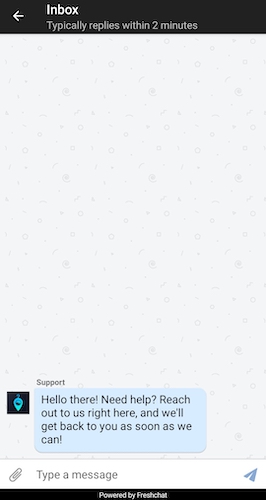 Inbox
Typically replies within 2 minutes
Support
Hello there! Need help? Reach
out to us right here, and we'll
get back to you as soon as we
can!
Type a message
Powered by Freshchat